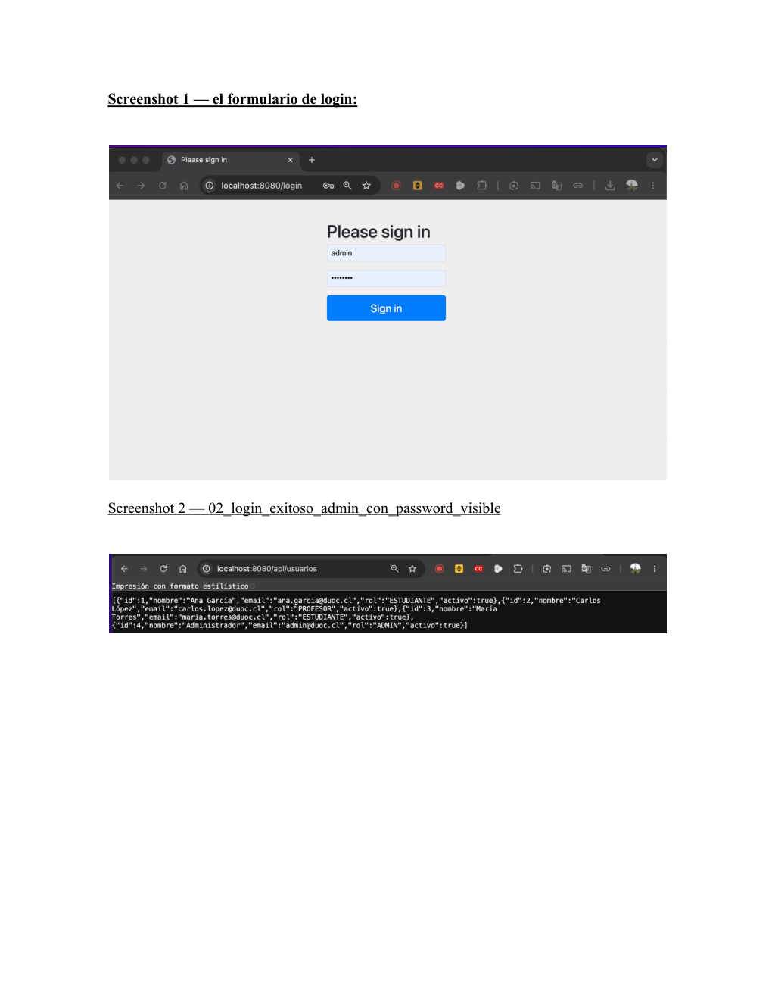 Screenshot 1 — el formulario de login:
Please sign in
localhost:8080/login
CC
Please sign in
admin
••••••••
Sign in
Screenshot 2 — 02_login_exitoso_admin_con_password_visible
localhost:8080/api/usuarios
CC
Impresión con formato estilístico
[{"id":1,"nombre":"Ana García","email":"ana.garcia@duoc.cl","rol":"ESTUDIANTE","activo":true},{"id":2,"nombre":"Carlos
López","email":"carlos.lopez@duoc.cl","rol":"PROFESOR","activo":true},{"id":3,"nombre":"María
Torres","email":"maria.torres@duoc.cl","rol":"ESTUDIANTE","activo":true},
{"id":4,"nombre":"Administrador","email":"admin@duoc.cl","rol":"ADMIN","activo":true}]